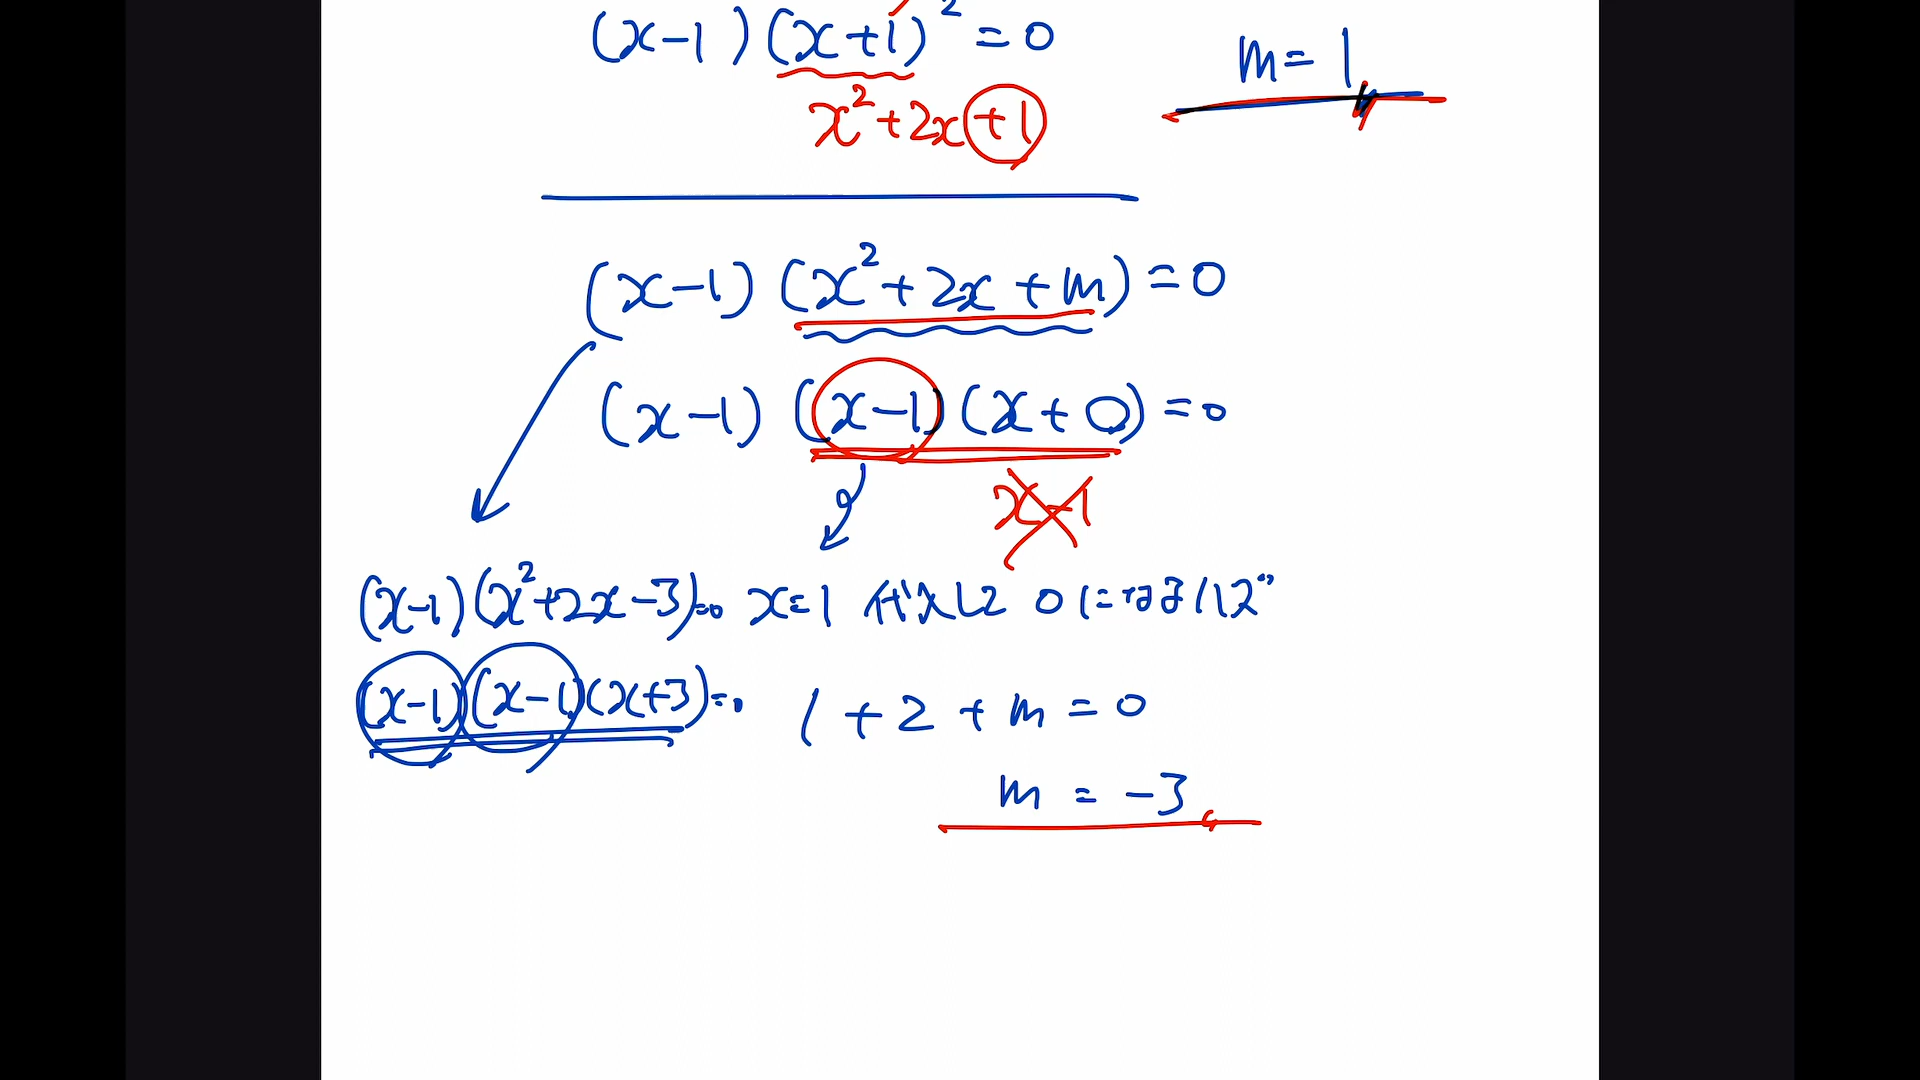 (x-1)(x+1)² = 0
m = 1
x²+2x+1
(x-1)(x²+2x+m) = 0
(x-1)(x-1)(x+○) = 0
x-1
(x-1)(x²+2x-3)=0
x=1 代入して 0になればいい
(x-1)(x-1)(x+3)=0
1+2+m=0
m = -3